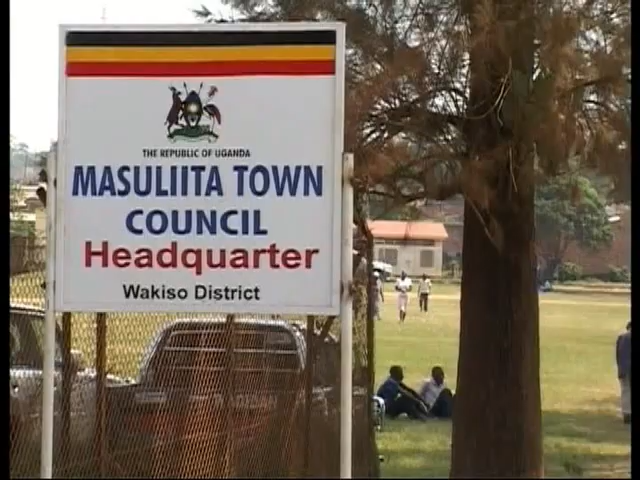 THE REPUBLIC OF UGANDA
MASULIITA TOWN
COUNCIL
Headquarter
Wakiso District